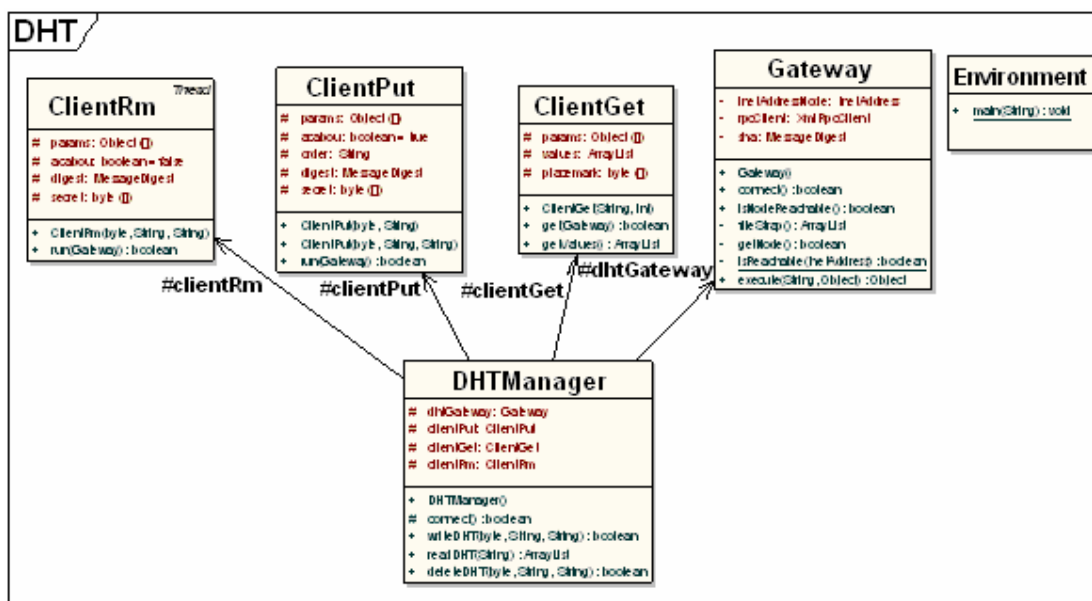 DHT
Thread
ClientRm
# params: Object []
# acabou: boolean = false
# digest: MessageDigest
# secret: byte ([])
+ ClientRm(byte, String, String)
+ run(Gateway) : boolean
ClientPut
# params: Object ([])
# acabou: boolean = true
# order: String
# digest: MessageDigest
# secret: byte ([])
+ ClientPut(byte, String)
+ ClientPut(byte, String, String)
+ run(Gateway) : boolean
ClientGet
# params: Object ([])
# values: ArrayList
# placemark: byte ([])
+ ClientGet(String, int)
+ get(Gateway) : boolean
+ getValues() : ArrayList
Gateway
- InetAddressNode: InetAddress
- rpcClient: XmlRpcClient
- sha: MessageDigest
+ Gateway()
+ connect() : boolean
+ isNodeReachable() : boolean
- fileStrap() : ArrayList
- getNode() : boolean
- isReachable(InetAddress) : boolean
+ execute(String, Object) : Object
Environment
+ main(String) : void
#clientRm
#clientPut
#clientGet
#dhtGateway
DHTManager
# dhtGateway: Gateway
# clientPut: ClientPut
# clientGet: ClientGet
# clientRm: ClientRm
+ DHTManager()
# connect() : boolean
+ writeDHT(byte, String, String) : boolean
+ readDHT(String) : ArrayList
+ deleteDHT(byte, String, String) : boolean